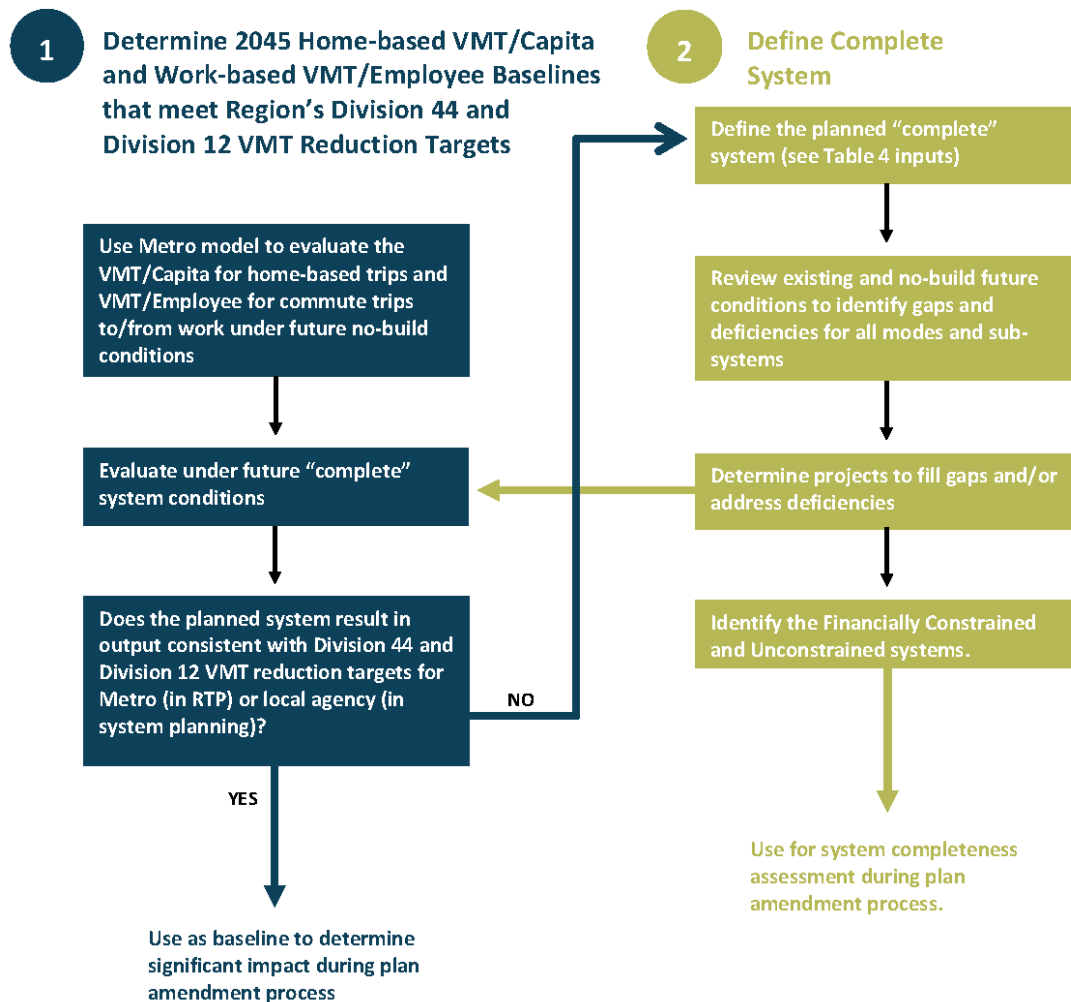 1
Determine 2045 Home-based VMT/Capita
and Work-based VMT/Employee Baselines
that meet Region's Division 44 and
Division 12 VMT Reduction Targets
Use Metro model to evaluate the
VMT/Capita for home-based trips and
VMT/Employee for commute trips
to/from work under future no-build
conditions
Evaluate under future “complete”
system conditions
Does the planned system result in
output consistent with Division 44 and
Division 12 VMT reduction targets for
Metro (in RTP) or local agency (in
system planning)?
NO
YES
Use as baseline to determine
significant impact during plan
amendment process
2
Define Complete
System
Define the planned “complete”
system (see Table 4 inputs)
Review existing and no-build future
conditions to identify gaps and
deficiencies for all modes and sub-
systems
Determine projects to fill gaps and/or
address deficiencies
Identify the Financially Constrained
and Unconstrained systems.
Use for system completeness
assessment during plan
amendment process.